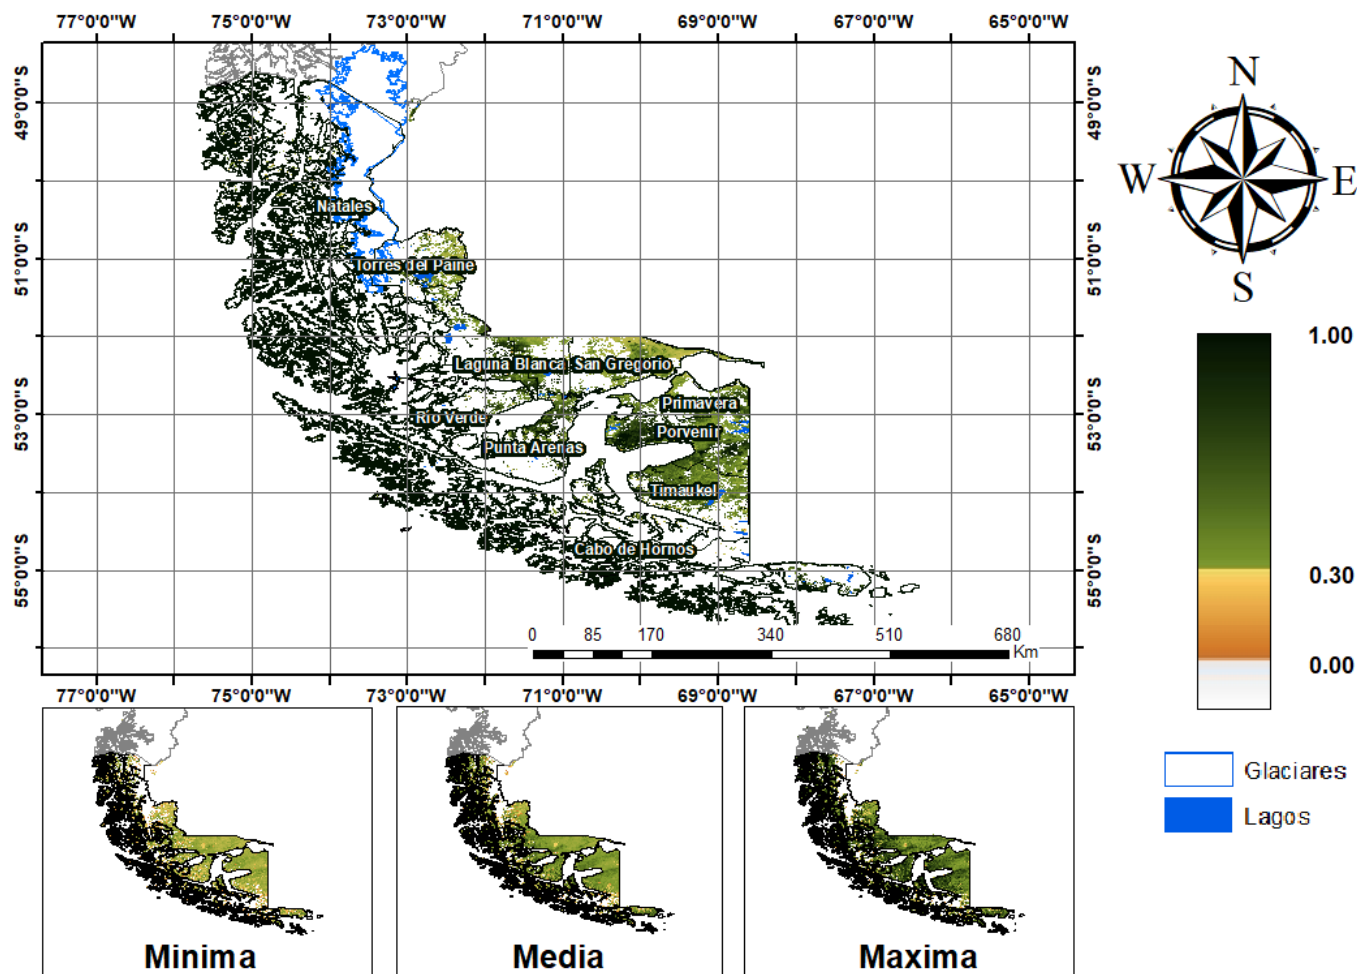 77°0'0"W 75°0'0"W 73°0'0"W 71°0'0"W 69°0'0"W 67°0'0"W 65°0'0"W
49°0'0"S 49°0'0"S
51°0'0"S 51°0'0"S
53°0'0"S 53°0'0"S
55°0'0"S 55°0'0"S
Natales
Torres del Paine
Laguna Blanca San Gregorio
Primavera
Rio Verde
Porvenir
Punta Arenas
Timaukel
Cabo de Hornos
0 85 170 340 510 680
Km
77°0'0"W 75°0'0"W 73°0'0"W 71°0'0"W 69°0'0"W 67°0'0"W 65°0'0"W
N
W E
S
1.00
0.30
0.00
Glaciares
Lagos
Minima
Media
Maxima